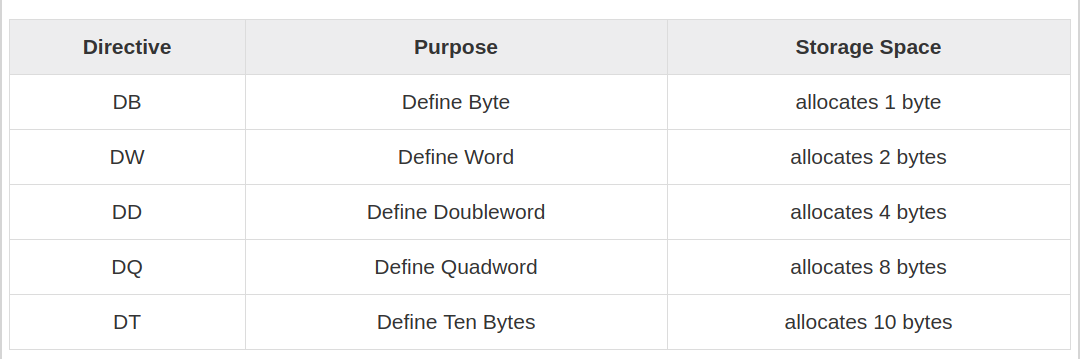 Directive Purpose Storage Space
DB Define Byte allocates 1 byte
DW Define Word allocates 2 bytes
DD Define Doubleword allocates 4 bytes
DQ Define Quadword allocates 8 bytes
DT Define Ten Bytes allocates 10 bytes